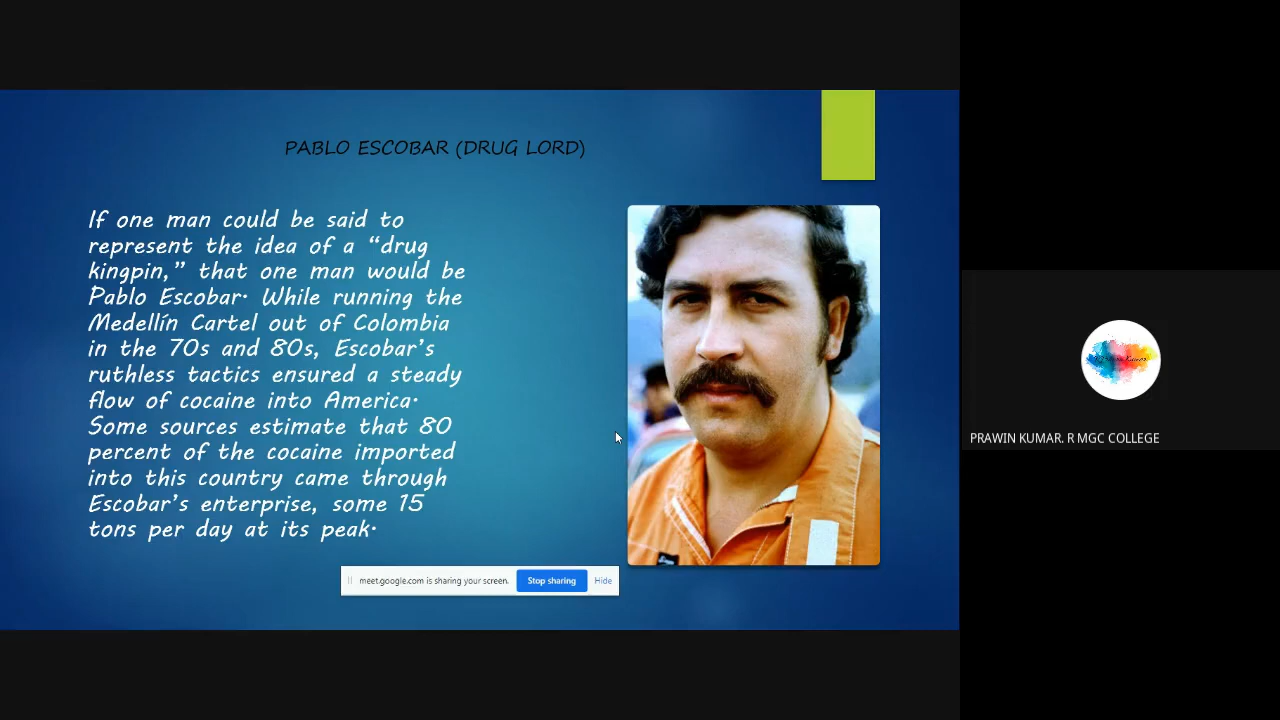 PABLO ESCOBAR (DRUG LORD)
If one man could be said to
represent the idea of a “drug
kingpin,” that one man would be
Pablo Escobar. While running the
Medellín Cartel out of Colombia
in the 70s and 80s, Escobar’s
ruthless tactics ensured a steady
flow of cocaine into America.
Some sources estimate that 80
percent of the cocaine imported
into this country came through
Escobar’s enterprise, some 15
tons per day at its peak.
meet.google.com is sharing your screen. Stop sharing Hide
PRAWIN KUMAR. R MGC COLLEGE